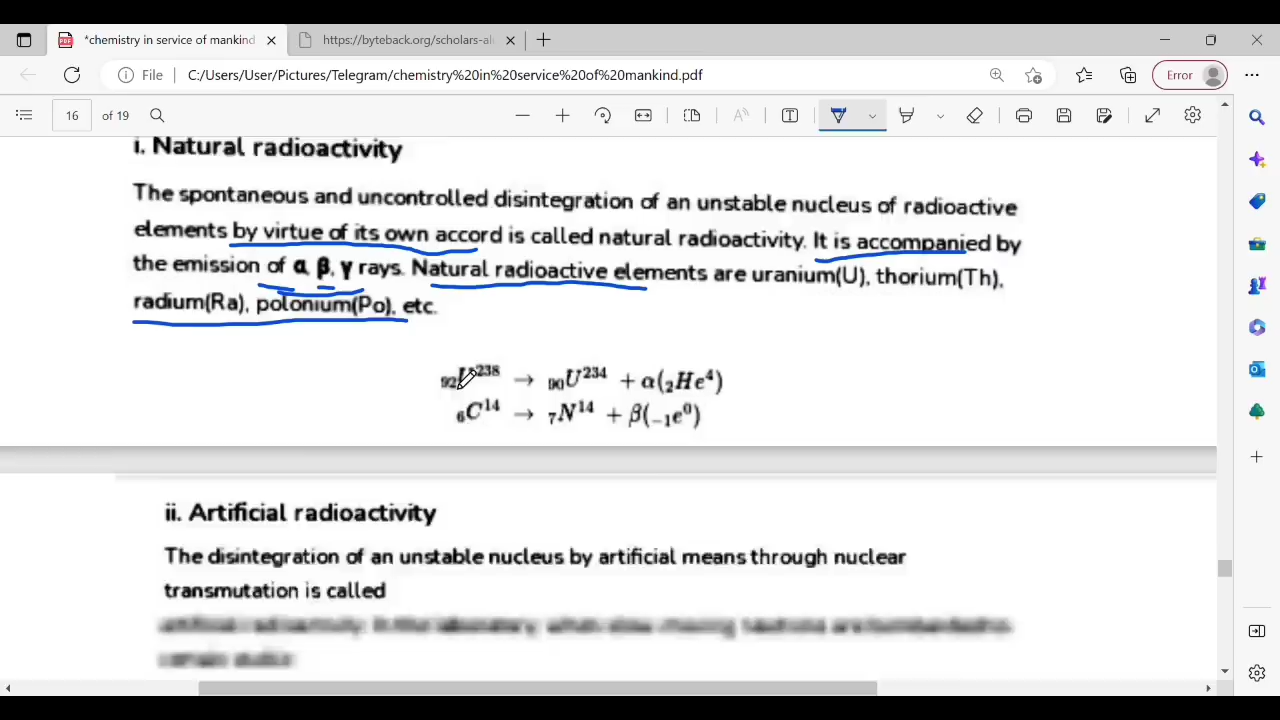 *chemistry in service of mankind
https://byteback.org/scholars-al
File C:/Users/User/Pictures/Telegram/chemistry%20in%20service%20of%20mankind.pdf
Error
16 of 19
i. Natural radioactivity
The spontaneous and uncontrolled disintegration of an unstable nucleus of radioactive
elements by virtue of its own accord is called natural radioactivity. It is accompanied by
the emission of α, β, γ rays. Natural radioactive elements are uranium(U), thorium(Th),
radium(Ra), polonium(Po), etc.
₉₂U²³⁸ → ₉₀U²³⁴ + α(₂He⁴)
₆C¹⁴ → ₇N¹⁴ + β(₋₁e⁰)
ii. Artificial radioactivity
The disintegration of an unstable nucleus by artificial means through nuclear
transmutation is called